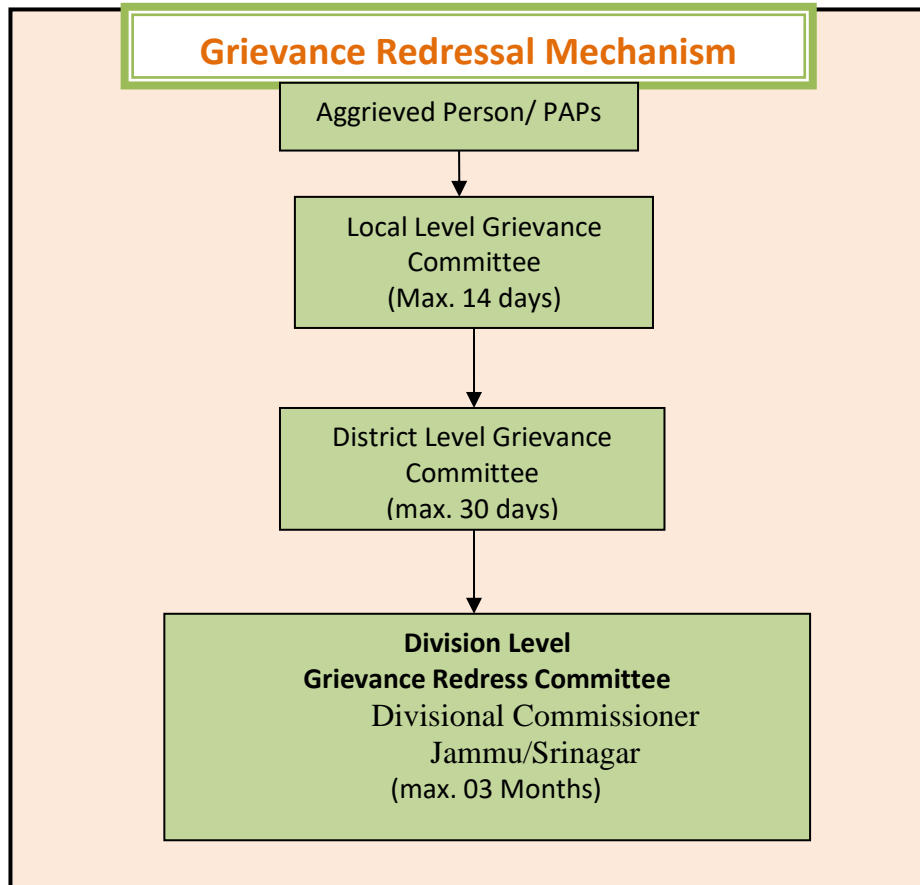 Grievance Redressal Mechanism
Aggrieved Person/ PAPs
Local Level Grievance
Committee
(Max. 14 days)
District Level Grievance
Committee
(max. 30 days)
Division Level
Grievance Redress Committee
Divisional Commissioner
Jammu/Srinagar
(max. 03 Months)